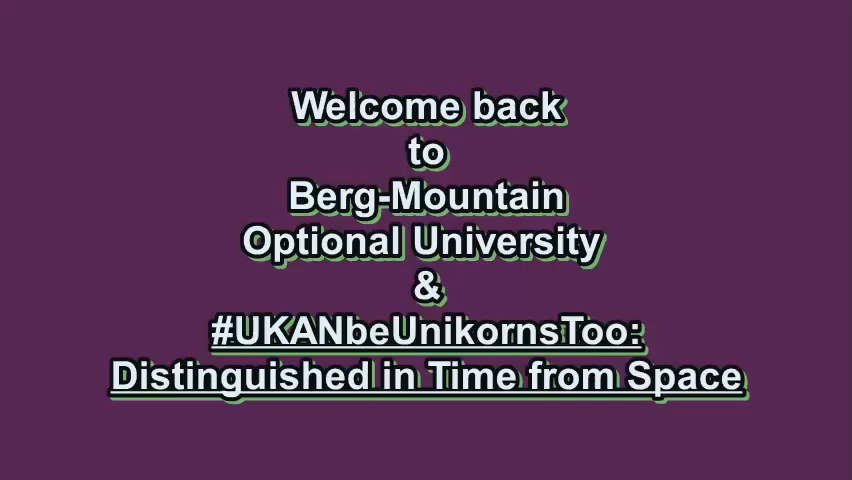 Welcome back
to
Berg-Mountain
Optional University
&
#UKANbeUnikornsToo:
Distinguished in Time from Space